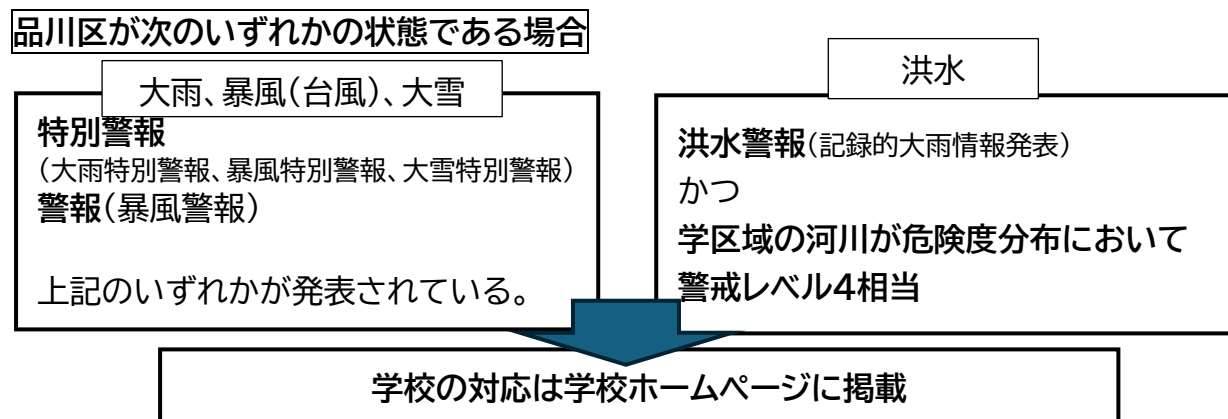 品川区が次のいずれかの状態である場合
大雨、暴風(台風)、大雪
特別警報
(大雨特別警報、暴風特別警報、大雪特別警報)
警報(暴風警報)
上記のいずれかが発表されている。
洪水
洪水警報(記録的大雨情報発表)
かつ
学区域の河川が危険度分布において
警戒レベル4相当
学校の対応は学校ホームページに掲載